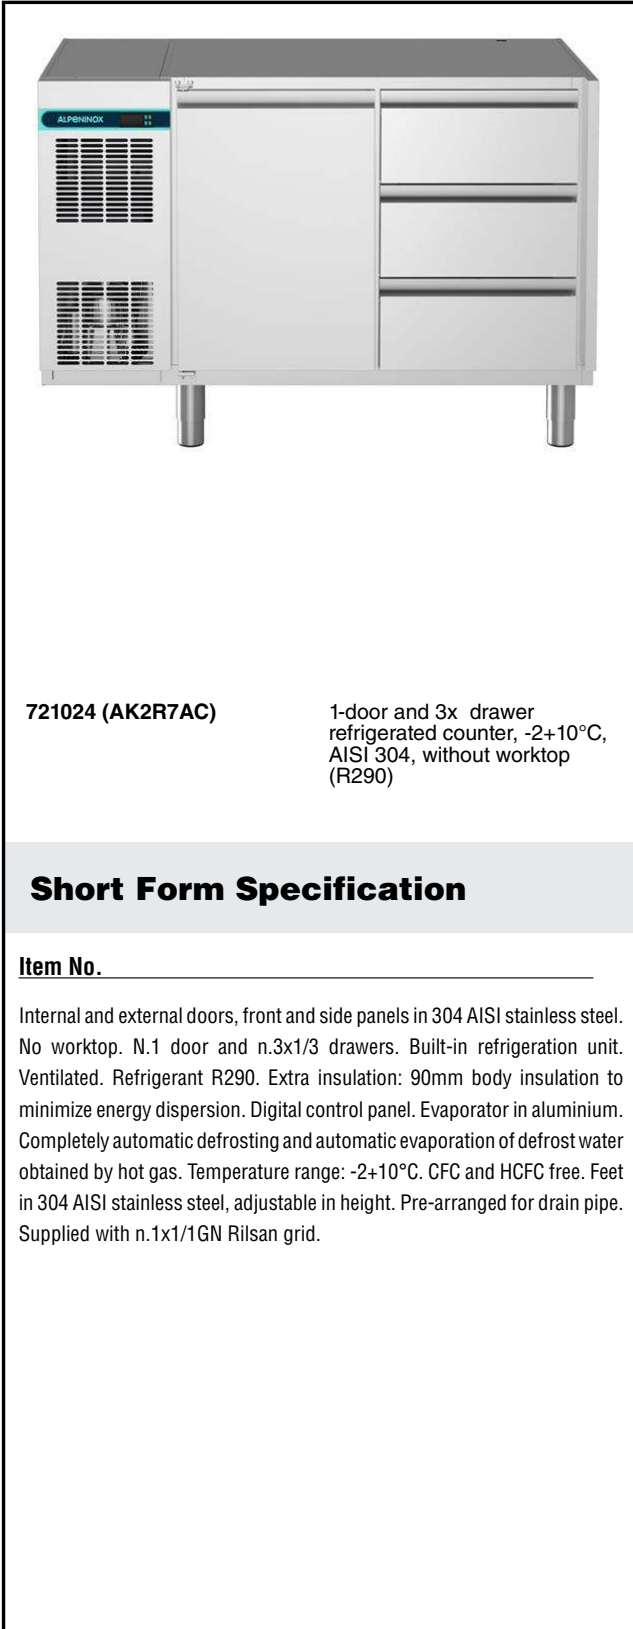 ALPENINOX
721024 (AK2R7AC)
1-door and 3x drawer
refrigerated counter, -2+10°C,
AISI 304, without worktop
(R290)
Short Form Specification
Item No.
Internal and external doors, front and side panels in 304 AISI stainless steel.
No worktop. N.1 door and n.3x1/3 drawers. Built-in refrigeration unit.
Ventilated. Refrigerant R290. Extra insulation: 90mm body insulation to
minimize energy dispersion. Digital control panel. Evaporator in aluminium.
Completely automatic defrosting and automatic evaporation of defrost water
obtained by hot gas. Temperature range: -2+10°C. CFC and HCFC free. Feet
in 304 AISI stainless steel, adjustable in height. Pre-arranged for drain pipe.
Supplied with n.1x1/1GN Rilsan grid.